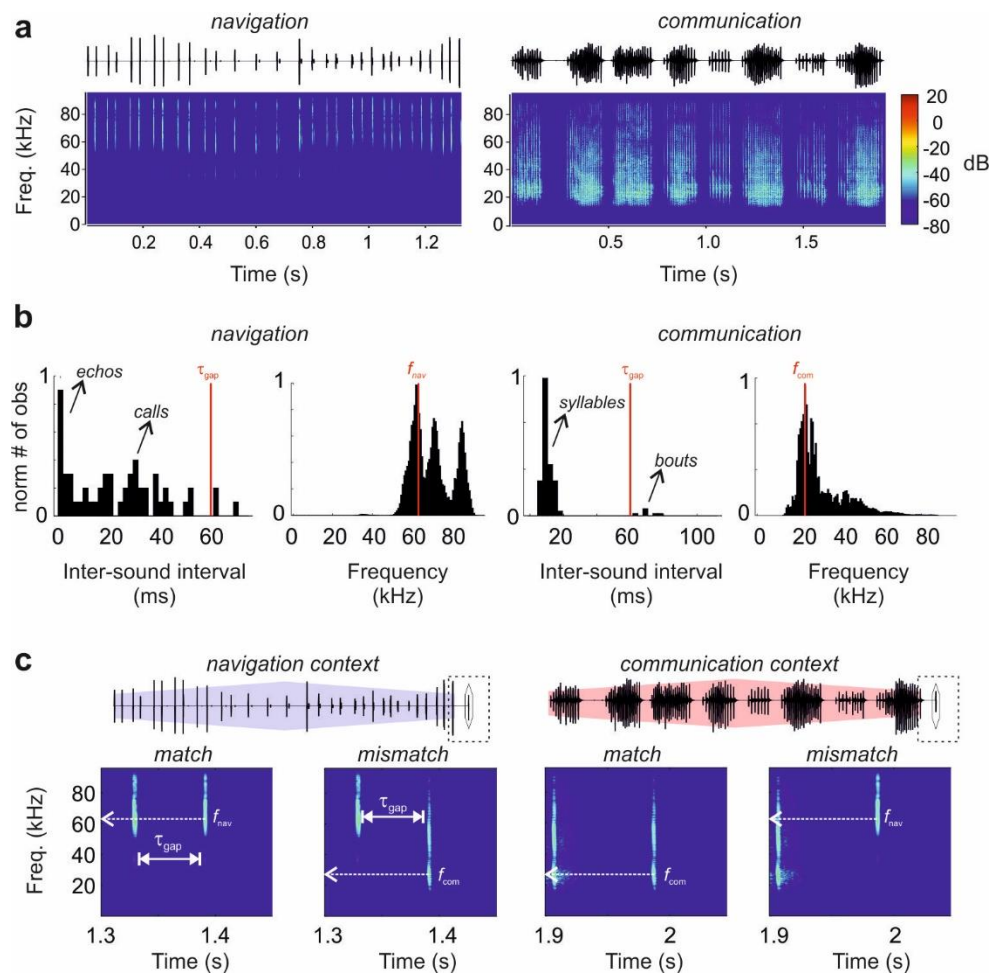 a
navigation
communication
Freq. (kHz)
80
60
40
20
0
0.2 0.4 0.6 0.8 1 1.2
Time (s)
0.5 1.0 1.5
Time (s)
20
0
-20
-40
-60
-80
dB
b
navigation
communication
norm # of obs
1
0
echos
calls
τgap
0 20 40 60
Inter-sound interval
(ms)
1
0
fnav
0 20 40 60 80
Frequency
(kHz)
1
0
syllables
τgap
bouts
20 60 100
Inter-sound interval
(ms)
1
0
fcom
0 20 40 60 80
Frequency
(kHz)
c
navigation context
communication context
match
mismatch
match
mismatch
Freq. (kHz)
80
60
40
20
fnav
τgap
1.3 1.4
Time (s)
τgap
fcom
1.3 1.4
Time (s)
fcom
1.9 2
Time (s)
fnav
1.9 2
Time (s)